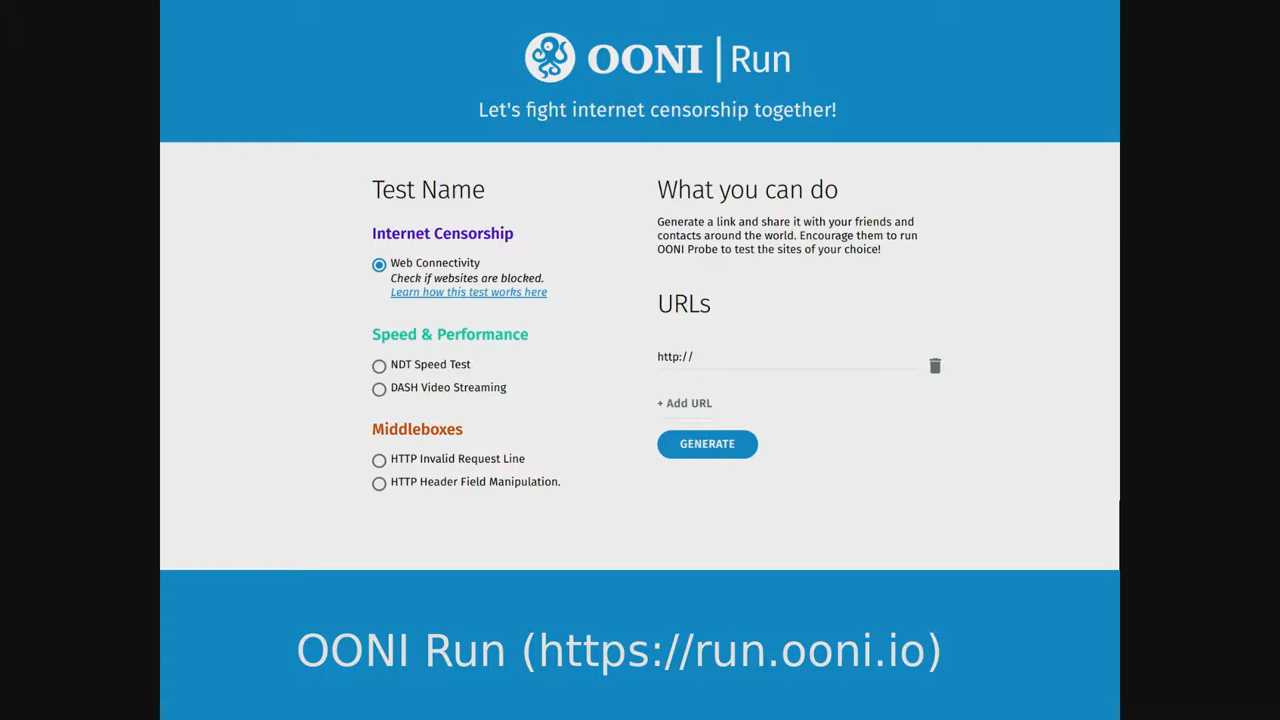 OONI | Run
Let's fight internet censorship together!
Test Name
Internet Censorship
Web Connectivity
Check if websites are blocked.
Learn how this test works here
Speed & Performance
NDT Speed Test
DASH Video Streaming
Middleboxes
HTTP Invalid Request Line
HTTP Header Field Manipulation.
What you can do
Generate a link and share it with your friends and
contacts around the world. Encourage them to run
OONI Probe to test the sites of your choice!
URLs
http://
+ Add URL
GENERATE
OONI Run (https://run.ooni.io)